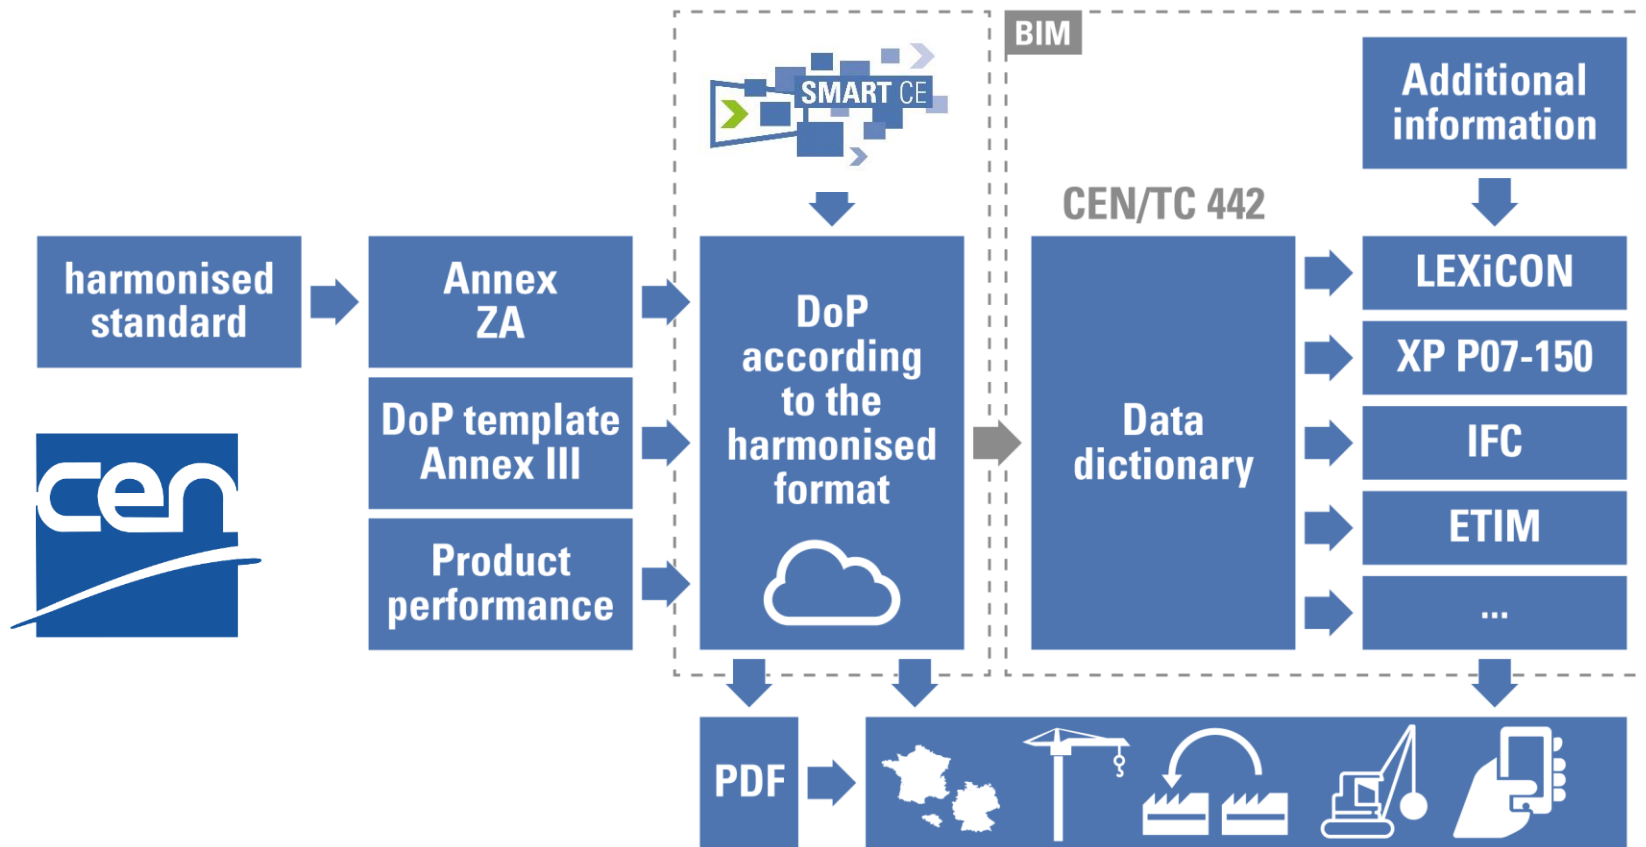 SMART CE
BIM
Additional
information
CEN/TC 442
harmonised
standard
Annex
ZA
DoP template
Annex III
Product
performance
DoP
according
to the
harmonised
format
Data
dictionary
LEXiCON
XP P07-150
IFC
ETIM
...
cen
PDF